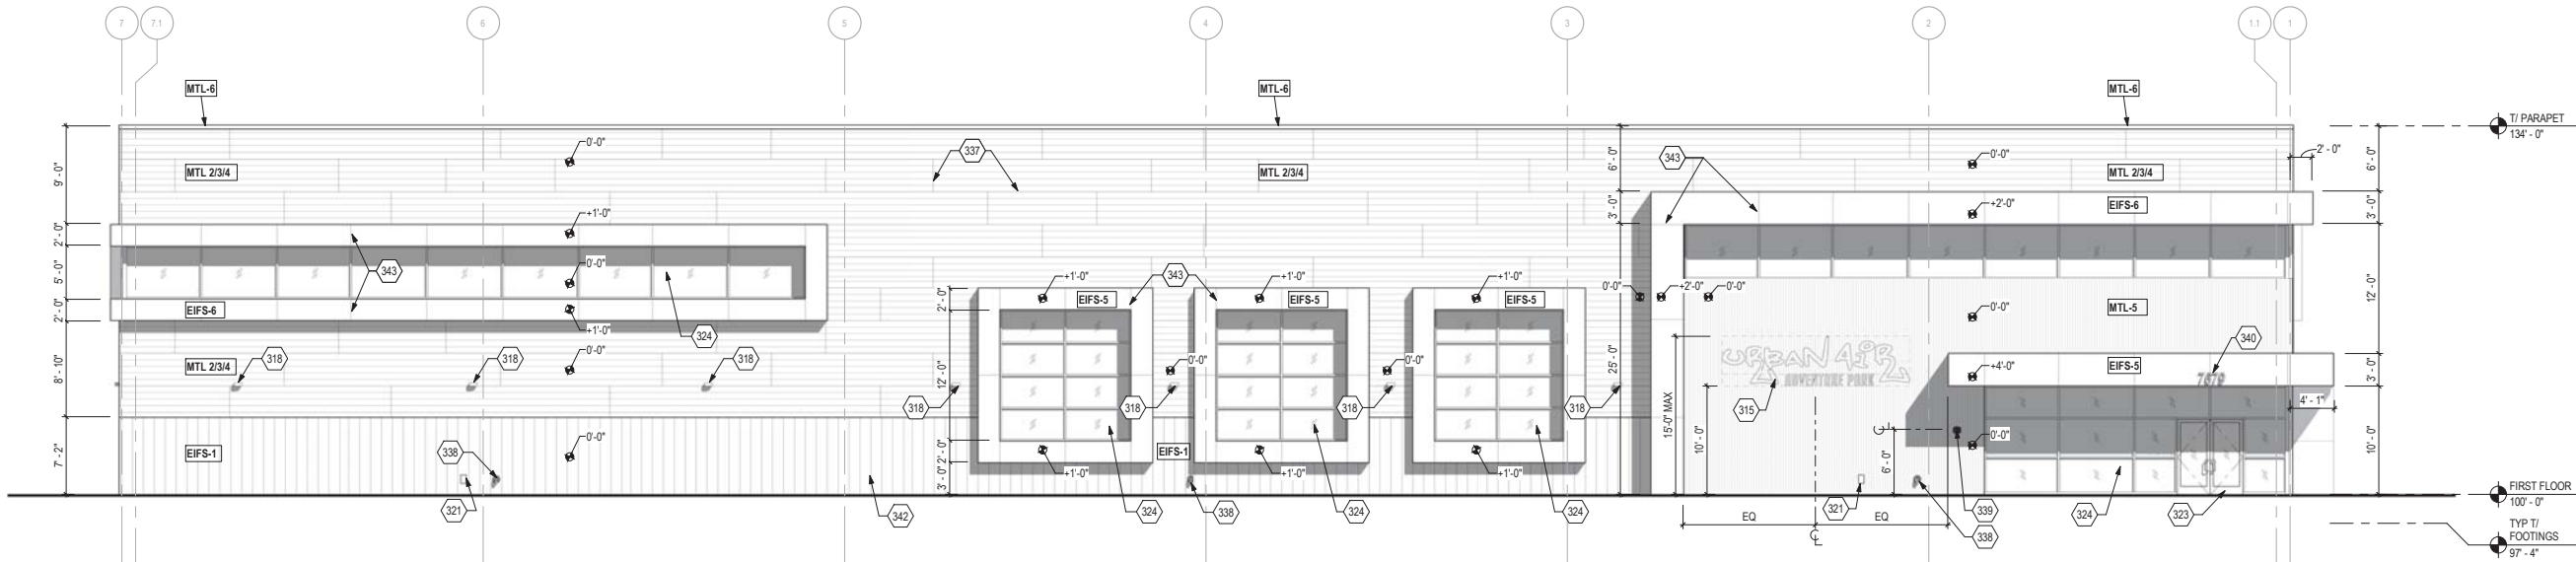 7 7.1 6 5 4 3 2 1.1 1
MTL-6 MTL-6 MTL-6
T/ PARAPET
134' - 0"
0'-0" 337 343 0'-0" 2' - 0"
9' - 0" MTL 2/3/4 MTL 2/3/4 6' - 0" MTL 2/3/4 6' - 0"
+1'-0" 3' - 0" +2'-0" EIFS-6 3' - 0"
2' - 0" 343 0'-0" +1'-0" 343 +1'-0" +1'-0"
5' - 0" EIFS-5 EIFS-5 EIFS-5 0'-0" +2'-0" 0'-0"
2' - 0" EIFS-6 +1'-0" 324 2' - 0" 0'-0" MTL-5 12' - 0"
8' - 10" MTL 2/3/4 318 318 318 0'-0" 0'-0" 0'-0" 25' - 0" 340
URBAN AIR
ADVENTURE PARK
EIFS-5 +4'-0" 7679 3' - 0"
12' - 0" 318 318 318 318 15'-0" MAX 315 4' - 1"
7' - 2" EIFS-1 0'-0" 338 EIFS-1 10' - 0" CL 0'-0" 10' - 0"
2' - 0" +1'-0" +1'-0" +1'-0" 6' - 0"
3' - 0"
321 342 324 338 324 324 321 339 324 323
FIRST FLOOR
100' - 0"
EQ EQ 338
CL
TYP T/
FOOTINGS
97' - 4"